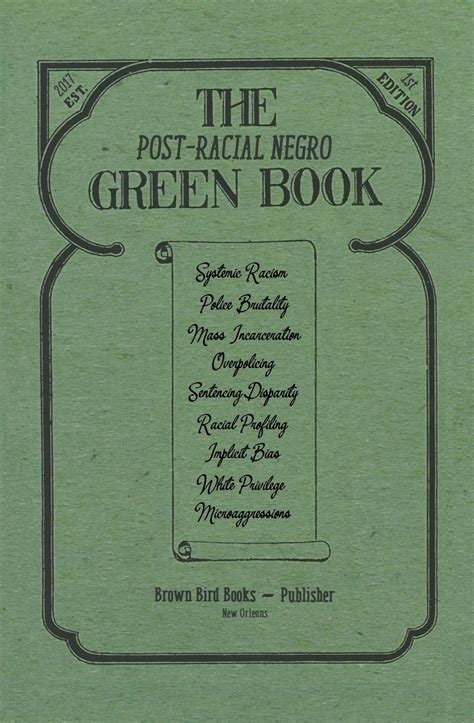 2017
EST.
1st
EDITION
THE
POST-RACIAL NEGRO
GREEN BOOK
Systemic Racism
Police Brutality
Mass Incarceration
Overpolicing
Sentencing Disparity
Racial Profiling
Implicit Bias
White Privilege
Microaggressions
Brown Bird Books — Publisher
New Orleans